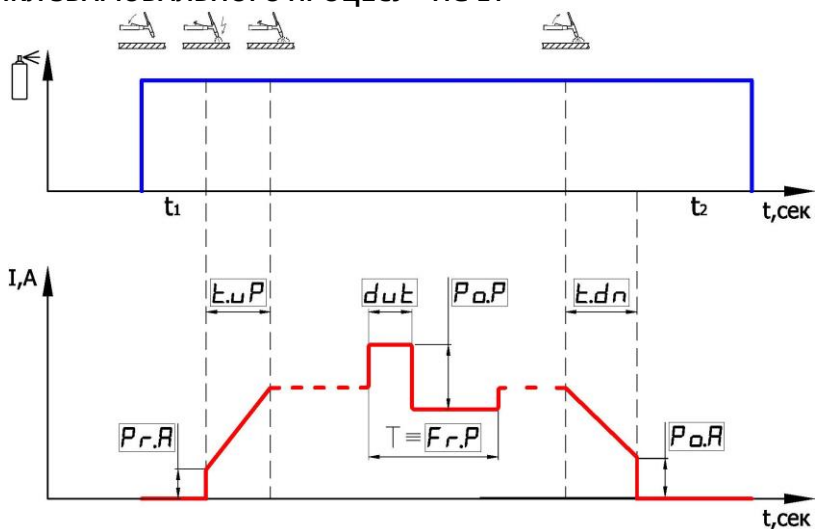 t1
t2
t,сек
I,A
t.uP
dut
Po.P
t.dn
Pr.A
T≡Fr.P
Po.A
t,сек